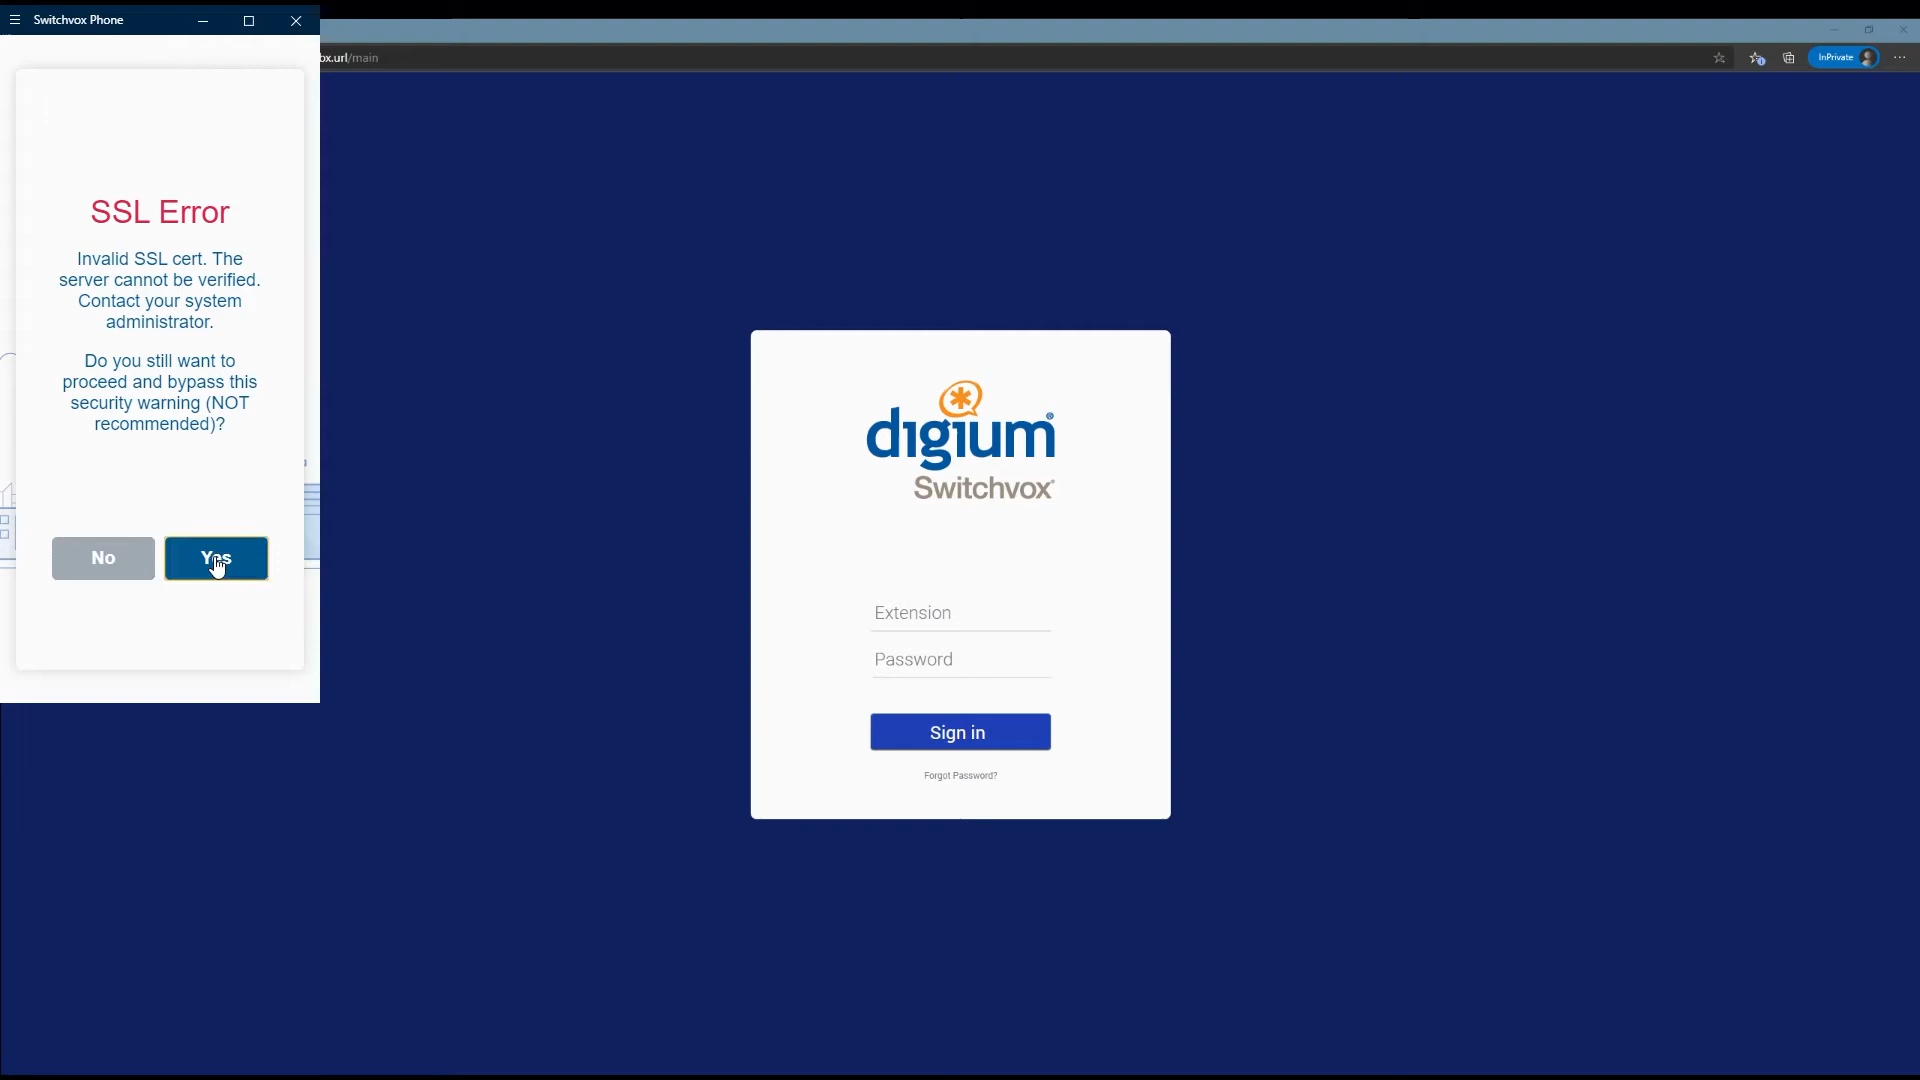 Switchvox Phone
SSL Error
Invalid SSL cert. The
server cannot be verified.
Contact your system
administrator.
Do you still want to
proceed and bypass this
security warning (NOT
recommended)?
No
Yes
ox.url/main
InPrivate
digium®
Switchvox®
Extension
Password
Sign in
Forgot Password?